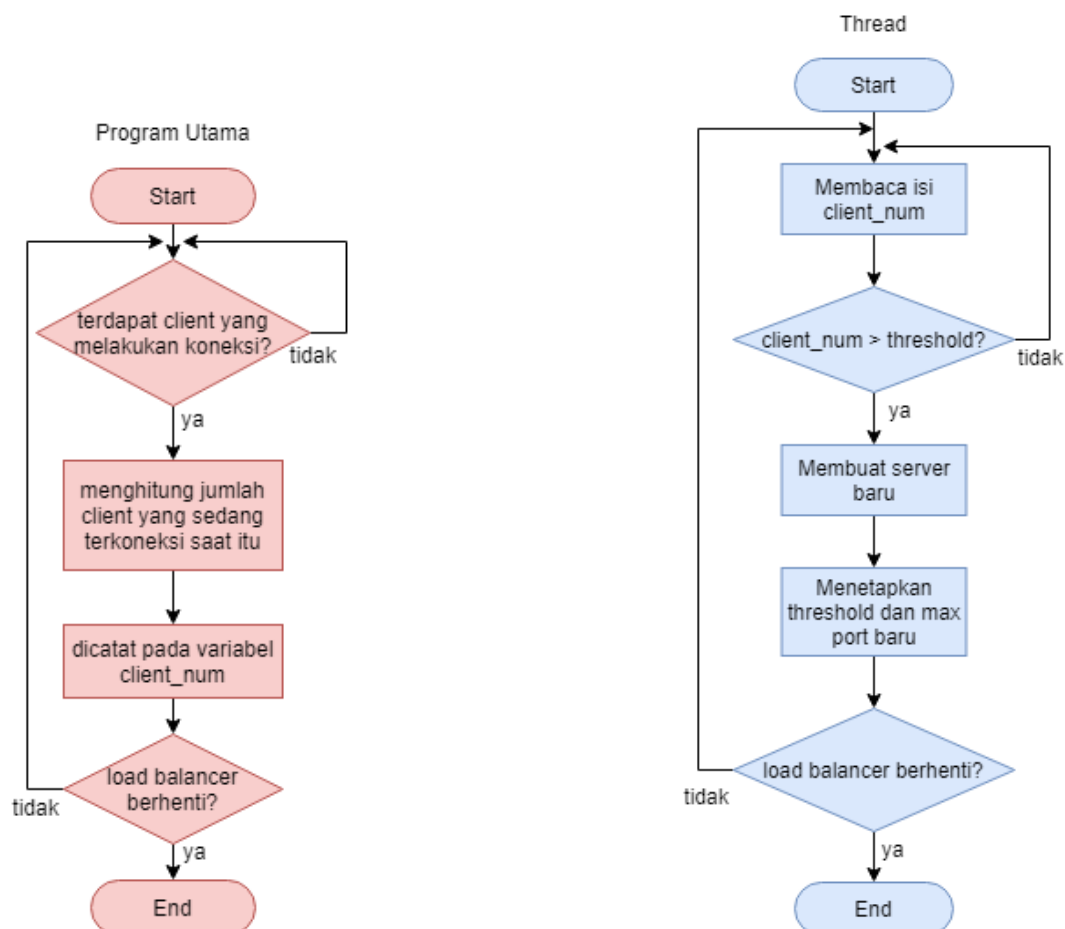 Program Utama
Start
terdapat client yang
melakukan koneksi?
tidak
ya
menghitung jumlah
client yang sedang
terkoneksi saat itu
dicatat pada variabel
client_num
load balancer
berhenti?
tidak
ya
End
Thread
Start
Membaca isi
client_num
client_num > threshold?
tidak
ya
Membuat server
baru
Menetapkan
threshold dan max
port baru
load balancer berhenti?
tidak
ya
End